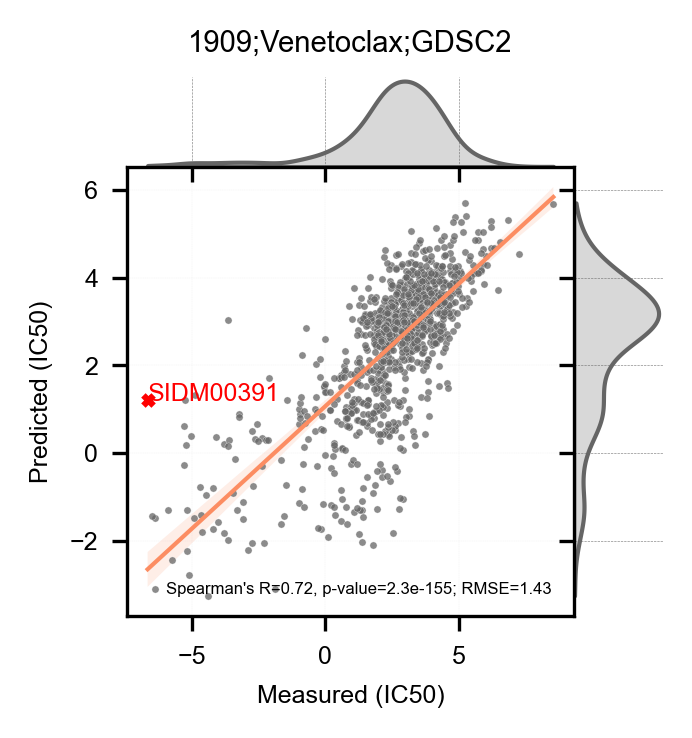 1909;Venetoclax;GDSC2
6
4
2
0
−2
Predicted (IC50)
SIDM00391
Spearman's R=0.72, p-value=2.3e-155; RMSE=1.43
−5 0 5
Measured (IC50)